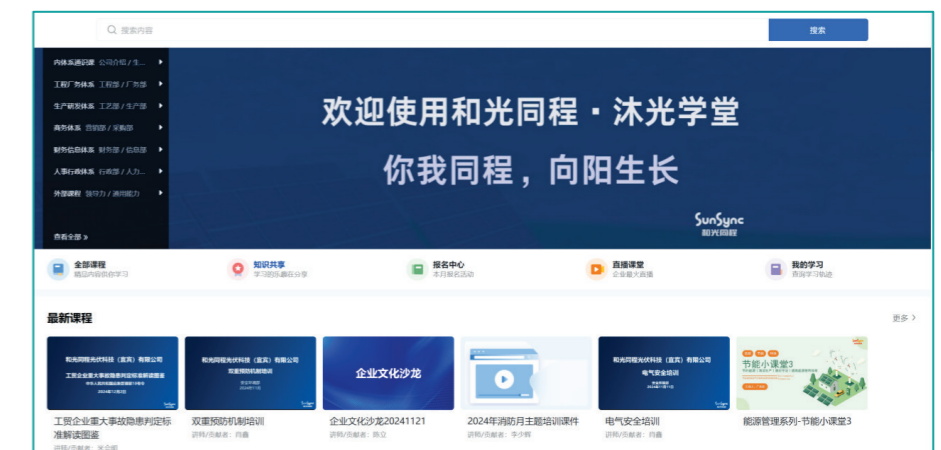 搜索内容
搜索
内体系通识课 公司介绍 / 生...
工程厂务体系 工程部 / 厂务部
生产研发体系 工艺部 / 生产部
商务体系 营销部 / 采购部
财务信息体系 财务部 / 信息部
人事行政体系 行政部 / 人力...
外部课程 领导力 / 通用能力
查看全部 »
欢迎使用和光同程·沐光学堂
你我同程，向阳生长
SunSync
和光同程
全部课程
精品内容供你学习
知识共享
学习的乐趣在分享
报名中心
本月报名活动
直播课堂
企业最火直播
我的学习
查询学习轨迹
最新课程
更多 >
和光同程光伏科技（宜宾）有限公司
工贸企业重大事故隐患判定标准解读图鉴
2024年12月2日
SunSync
和光同程光伏科技（宜宾）有限公司
双重预防机制培训
SunSync
企业文化沙龙
和光同程光伏科技（宜宾）有限公司
电气安全培训
SunSync
节能小课堂3
工贸企业重大事故隐患判定标
准解读图鉴
双重预防机制培训
讲师/贡献者：肖鑫
企业文化沙龙20241121
讲师/贡献者：陈立
2024年消防月主题培训课件
讲师/贡献者：李少辉
电气安全培训
讲师/贡献者：肖鑫
能源管理系列-节能小课堂3